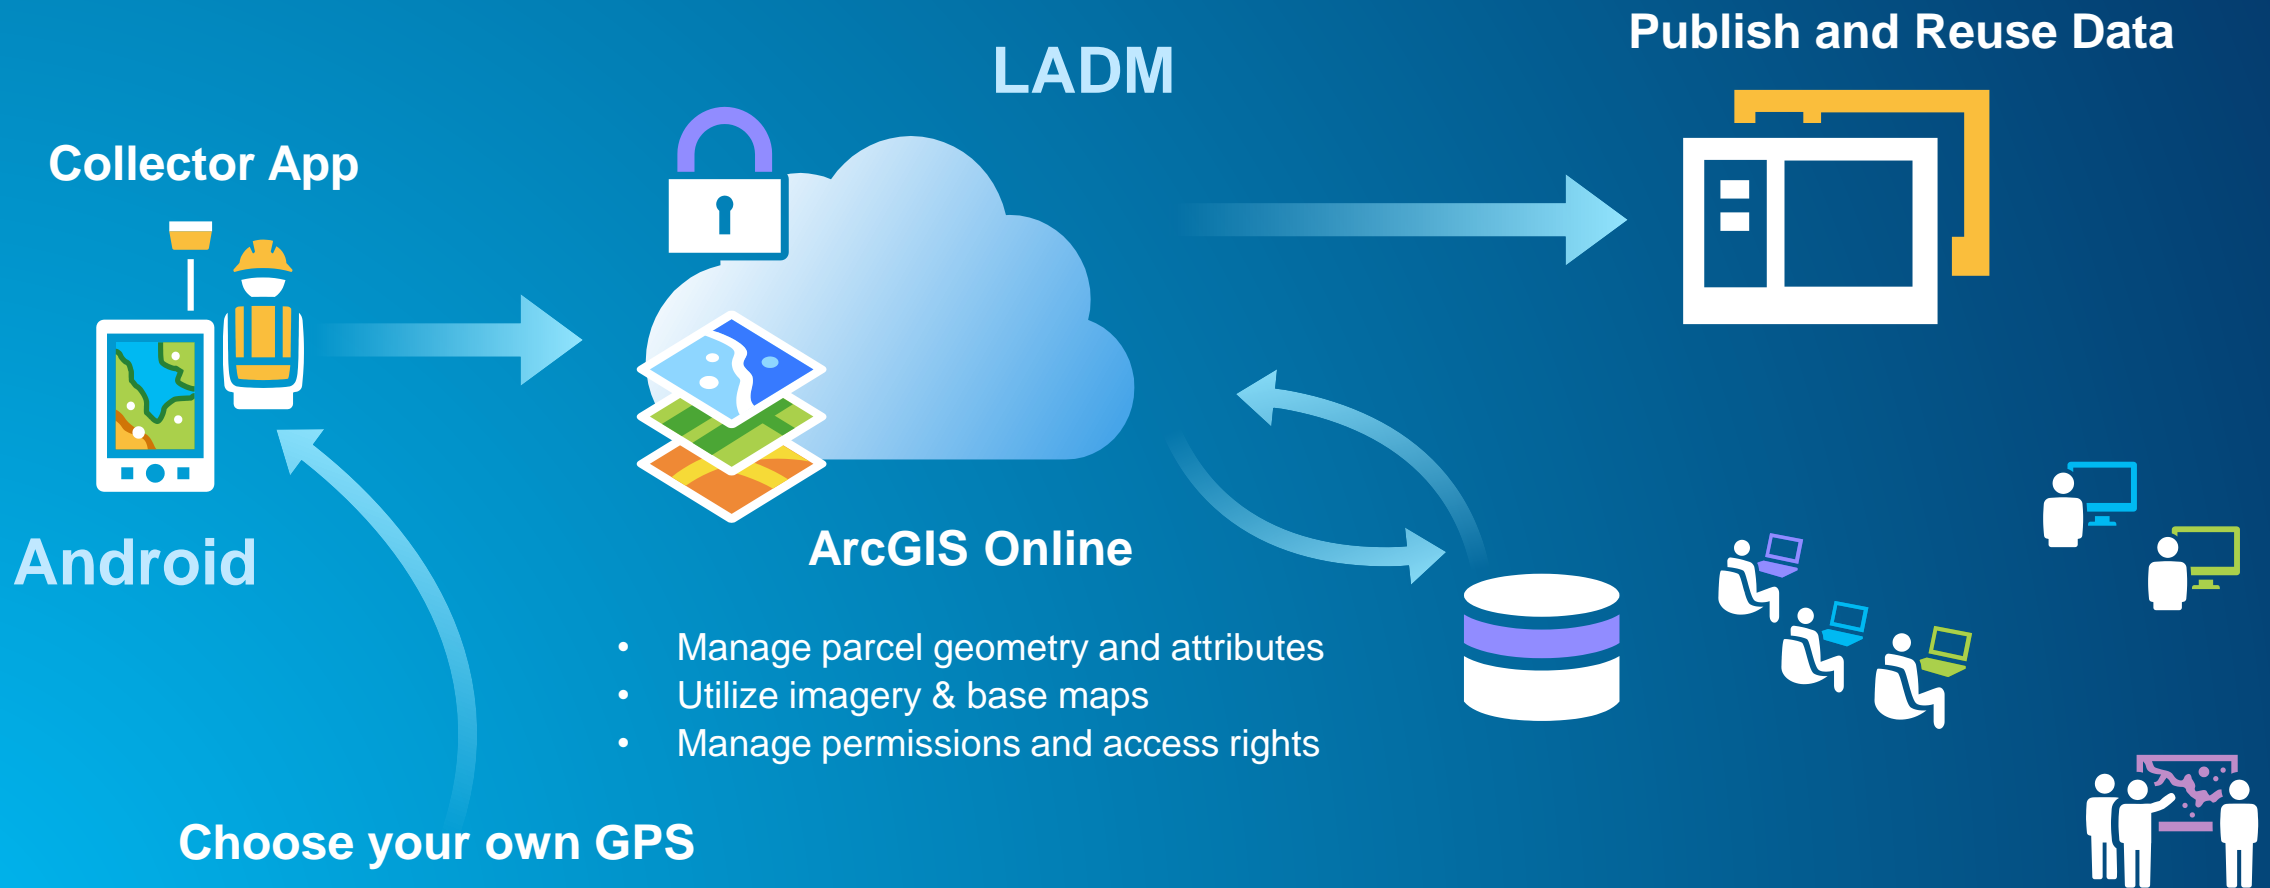 LADM
Publish and Reuse Data
Collector App
Android
ArcGIS Online
• Manage parcel geometry and attributes
• Utilize imagery & base maps
• Manage permissions and access rights
Choose your own GPS